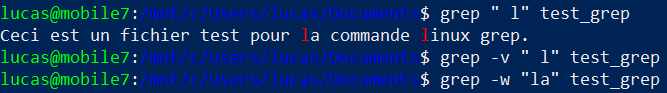 lucas@mobile7:/mnt/c/Users/lucas/Documents$ grep " l" test_grep
Ceci est un fichier test pour la commande linux grep.
lucas@mobile7:/mnt/c/Users/lucas/Documents$ grep -v " l" test_grep
lucas@mobile7:/mnt/c/Users/lucas/Documents$ grep -w "la" test_grep